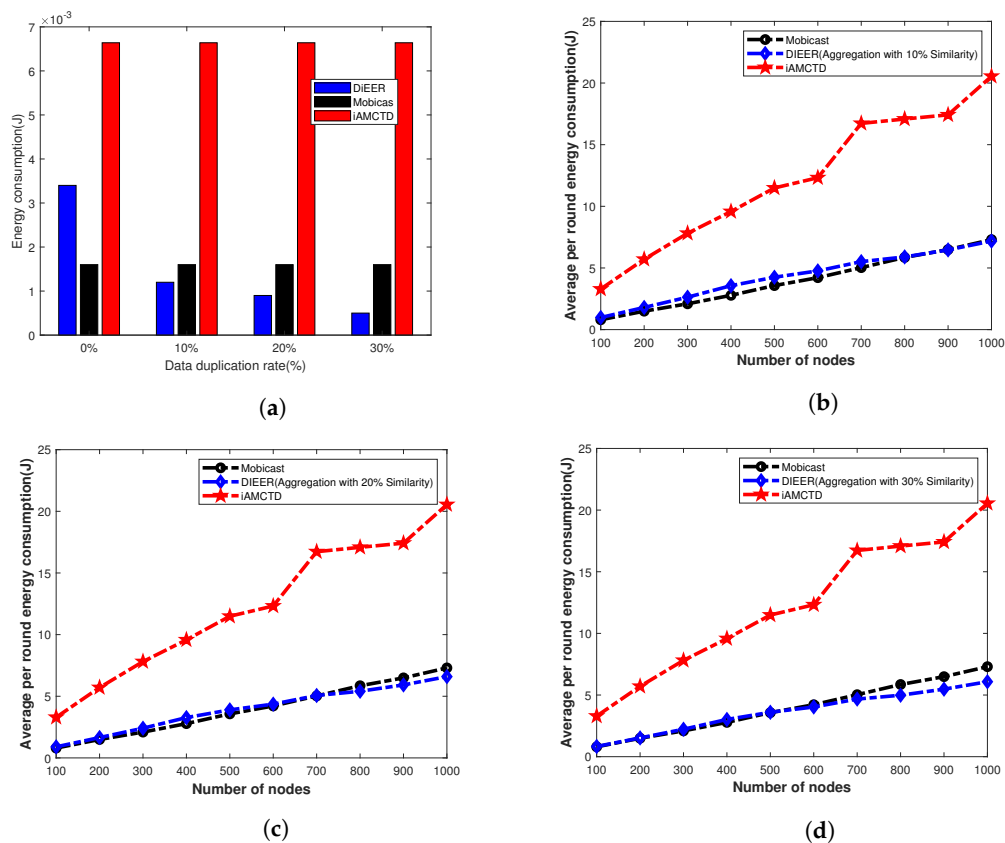 ×10⁻³
7
6
5
4
3
2
1
0
Energy consumption(J)
DiEER
Mobicas
iAMCTD
0% 10% 20% 30%
Data duplication rate(%)
(a)
25
20
15
10
5
0
Average per round energy consumption(J)
Mobicast
DIEER(Aggregation with 10% Similarity)
iAMCTD
100 200 300 400 500 600 700 800 900 1000
Number of nodes
(b)
25
20
15
10
5
0
Average per round energy consumption(J)
Mobicast
DIEER(Aggregation with 20% Similarity)
iAMCTD
100 200 300 400 500 600 700 800 900 1000
Number of nodes
(c)
25
20
15
10
5
0
Average per round energy consumption(J)
Mobicast
DIEER(Aggregation with 30% Similarity)
iAMCTD
100 200 300 400 500 600 700 800 900 1000
Number of nodes
(d)